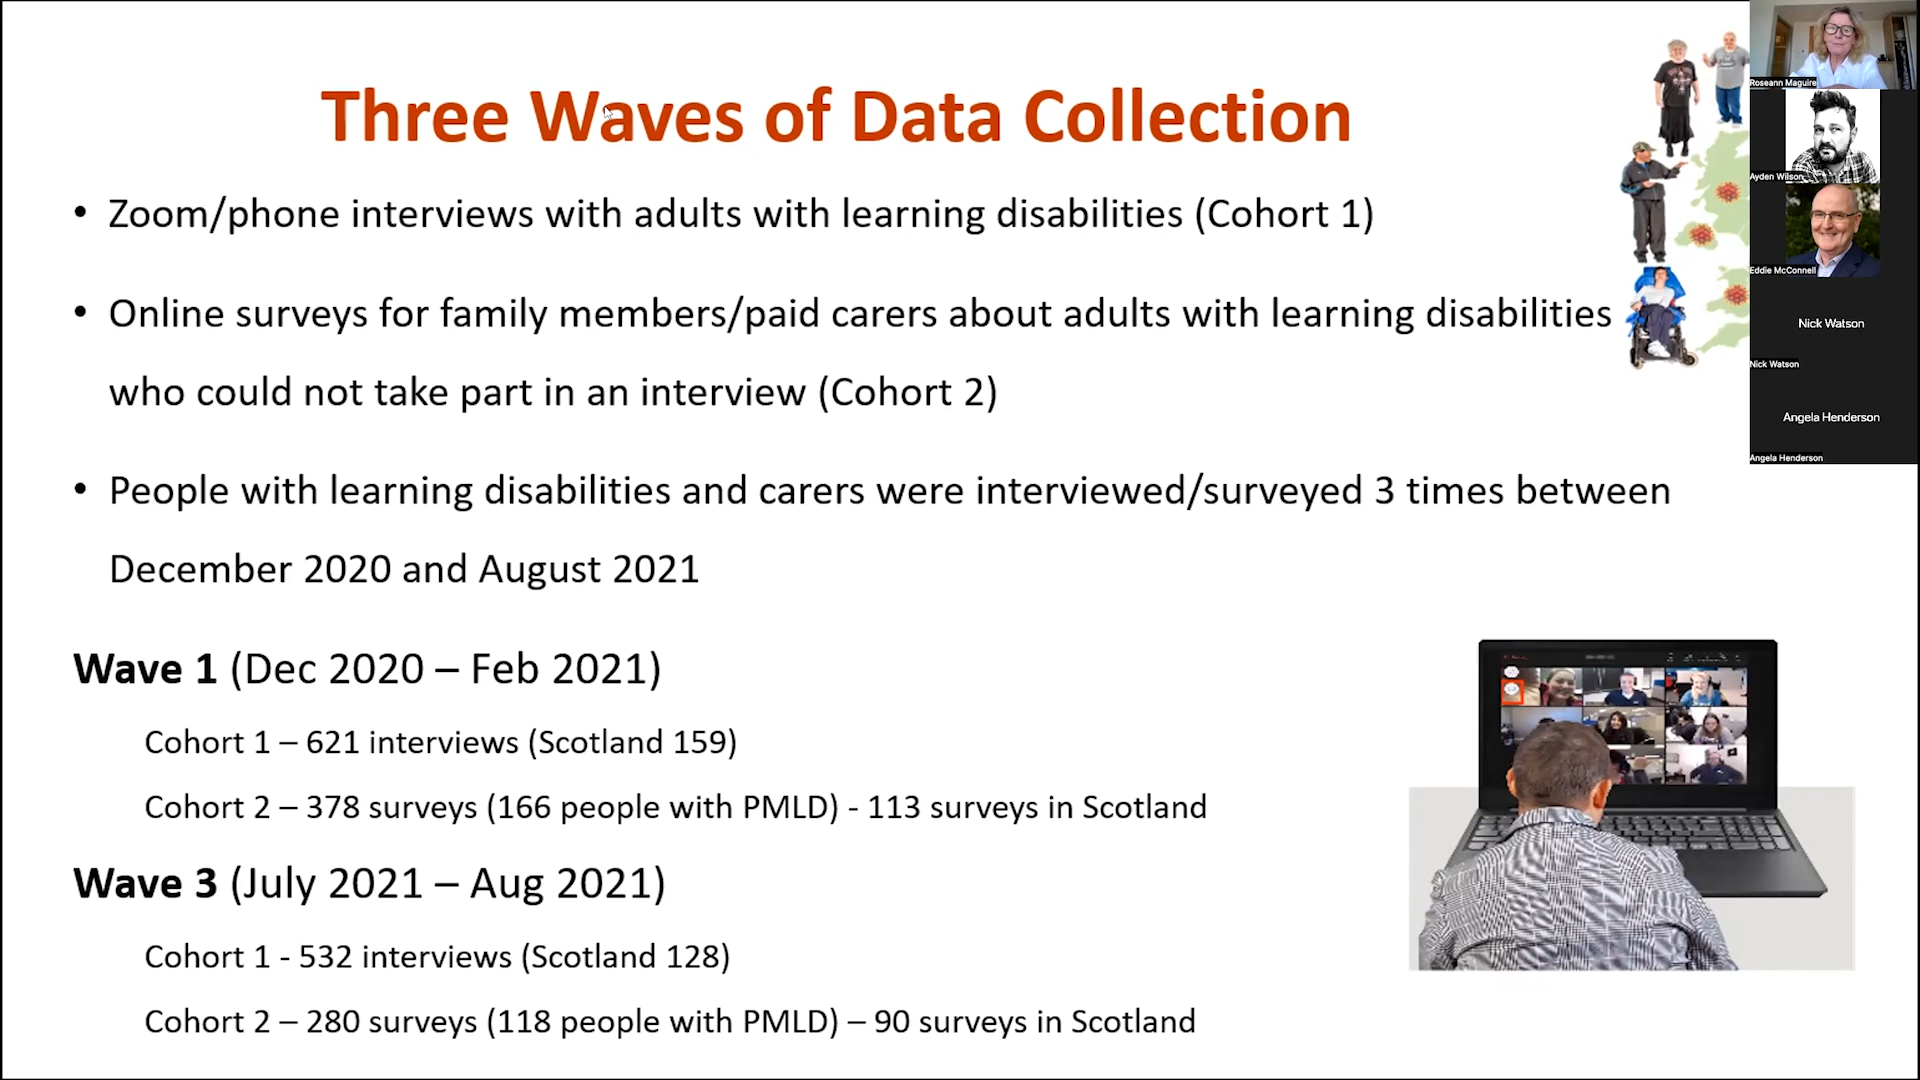 Three Waves of Data Collection
• Zoom/phone interviews with adults with learning disabilities (Cohort 1)
• Online surveys for family members/paid carers about adults with learning disabilities
who could not take part in an interview (Cohort 2)
• People with learning disabilities and carers were interviewed/surveyed 3 times between
December 2020 and August 2021
Wave 1 (Dec 2020 – Feb 2021)
Cohort 1 – 621 interviews (Scotland 159)
Cohort 2 – 378 surveys (166 people with PMLD) - 113 surveys in Scotland
Wave 3 (July 2021 – Aug 2021)
Cohort 1 - 532 interviews (Scotland 128)
Cohort 2 – 280 surveys (118 people with PMLD) – 90 surveys in Scotland
Roseann Maguire
Ayden Wilson
Eddie McConnell
Nick Watson
Nick Watson
Angela Henderson
Angela Henderson